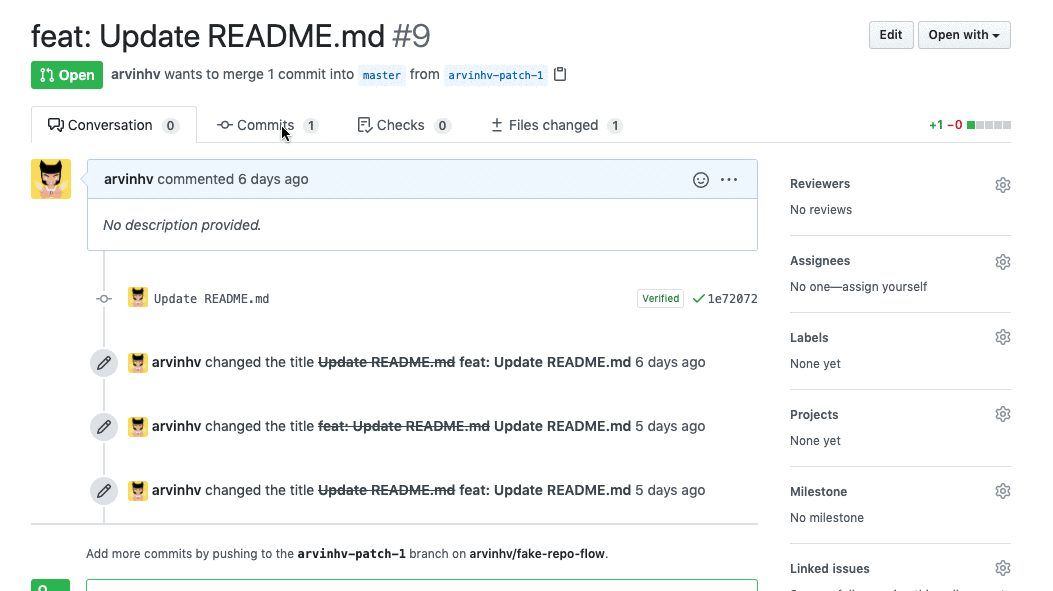 feat: Update README.md #9
Edit
Open with
Open
arvinhv wants to merge 1 commit into master from arvinhv-patch-1
Conversation 0
Commits 1
Checks 0
Files changed 1
+1 −0
arvinhv commented 6 days ago
No description provided.
Update README.md
Verified
1e72072
arvinhv changed the title Update README.md feat: Update README.md 6 days ago
arvinhv changed the title feat: Update README.md Update README.md 5 days ago
arvinhv changed the title Update README.md feat: Update README.md 5 days ago
Add more commits by pushing to the arvinhv-patch-1 branch on arvinhv/fake-repo-flow.
Reviewers
No reviews
Assignees
No one—assign yourself
Labels
None yet
Projects
None yet
Milestone
No milestone
Linked issues